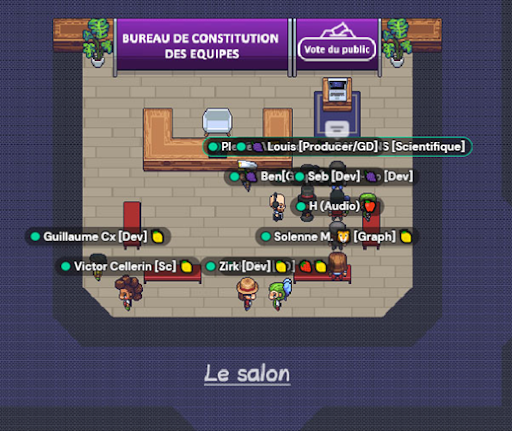 BUREAU DE CONSTITUTION
DES EQUIPES
Vote du public
Louis [Producer/GD]
S [Scientifique]
Ben[G
Seb [Dev]
[Dev]
H (Audio)
Guillaume Cx [Dev]
Solenne M. 🐱 [Graph]
Victor Cellerin [Sc]
Zirk [Dev]
Le salon